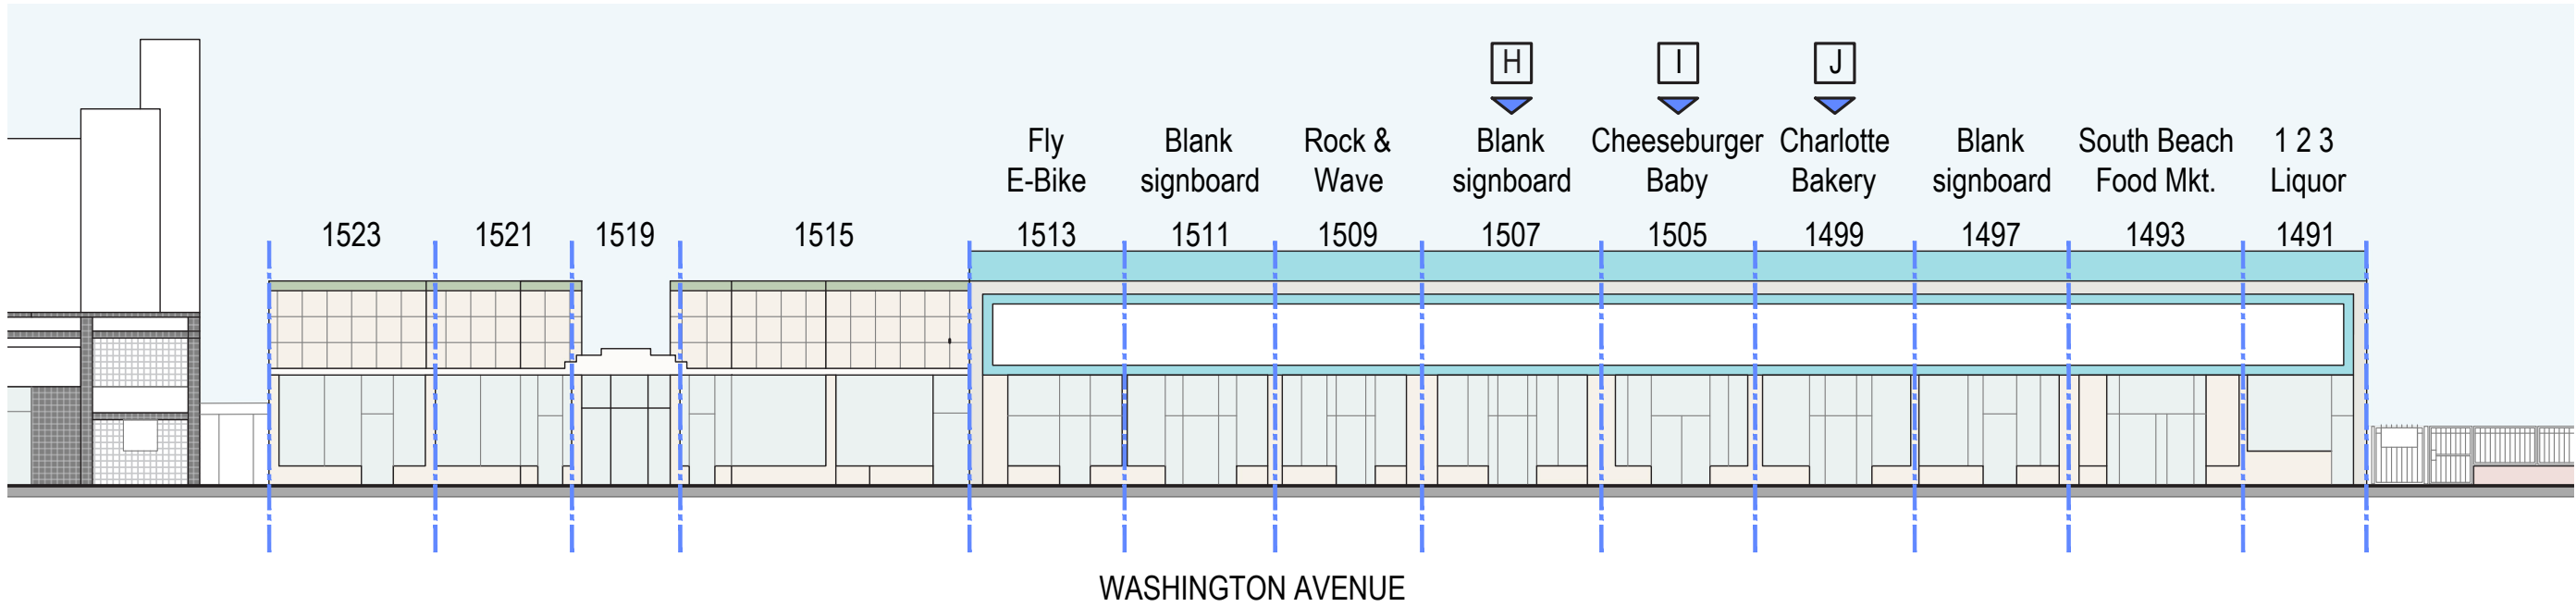 H I J
Fly Blank Rock & Blank Cheeseburger Charlotte Blank South Beach 1 2 3
E-Bike signboard Wave signboard Baby Bakery signboard Food Mkt. Liquor
1523 1521 1519 1515 1513 1511 1509 1507 1505 1499 1497 1493 1491
WASHINGTON AVENUE